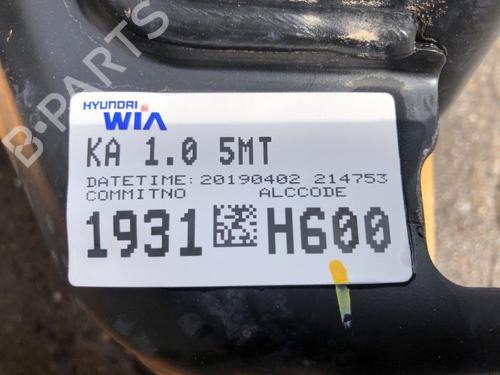 B-PARTS
HYUNDAI
WIA
KA 1.0 5MT
DATETIME: 20190402 214753
COMMITNO ALCCODE
1931 H600